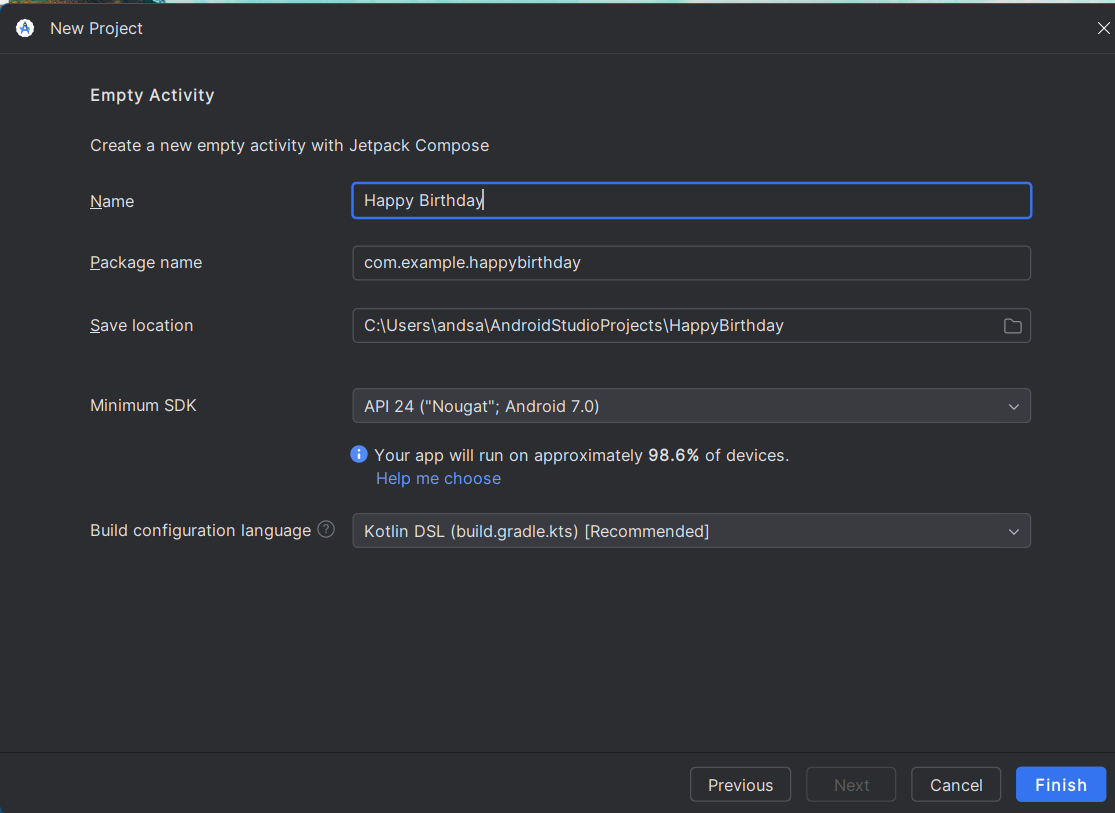 New Project
Empty Activity
Create a new empty activity with Jetpack Compose
Name Happy Birthday
Package name com.example.happybirthday
Save location C:\Users\andsa\AndroidStudioProjects\HappyBirthday
Minimum SDK API 24 ("Nougat"; Android 7.0)
Your app will run on approximately 98.6% of devices.
Help me choose
Build configuration language ? Kotlin DSL (build.gradle.kts) [Recommended]
Previous Next Cancel Finish